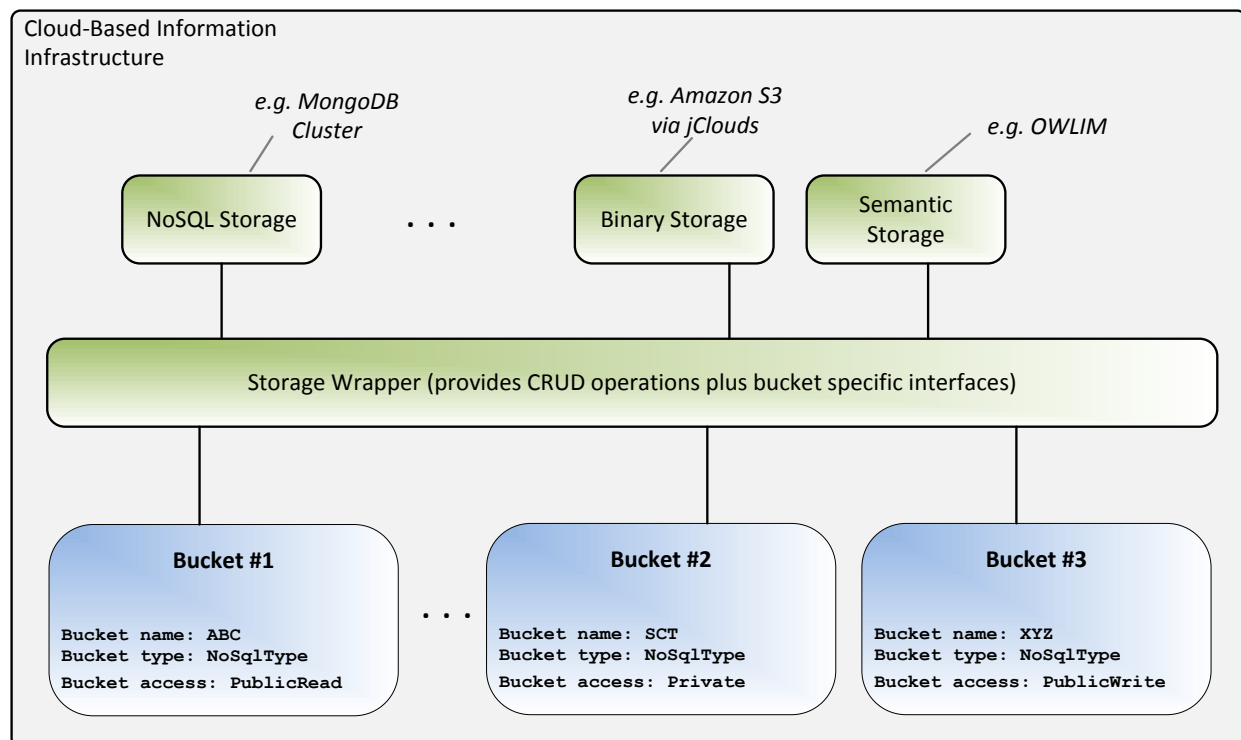 Cloud-Based Information
Infrastructure
e.g. MongoDB
Cluster
e.g. Amazon S3
via jClouds
e.g. OWLIM
NoSQL Storage
. . .
Binary Storage
Semantic
Storage
Storage Wrapper (provides CRUD operations plus bucket specific interfaces)
Bucket #1
Bucket name: ABC
Bucket type: NoSqlType
Bucket access: PublicRead
. . .
Bucket #2
Bucket name: SCT
Bucket type: NoSqlType
Bucket access: Private
Bucket #3
Bucket name: XYZ
Bucket type: NoSqlType
Bucket access: PublicWrite